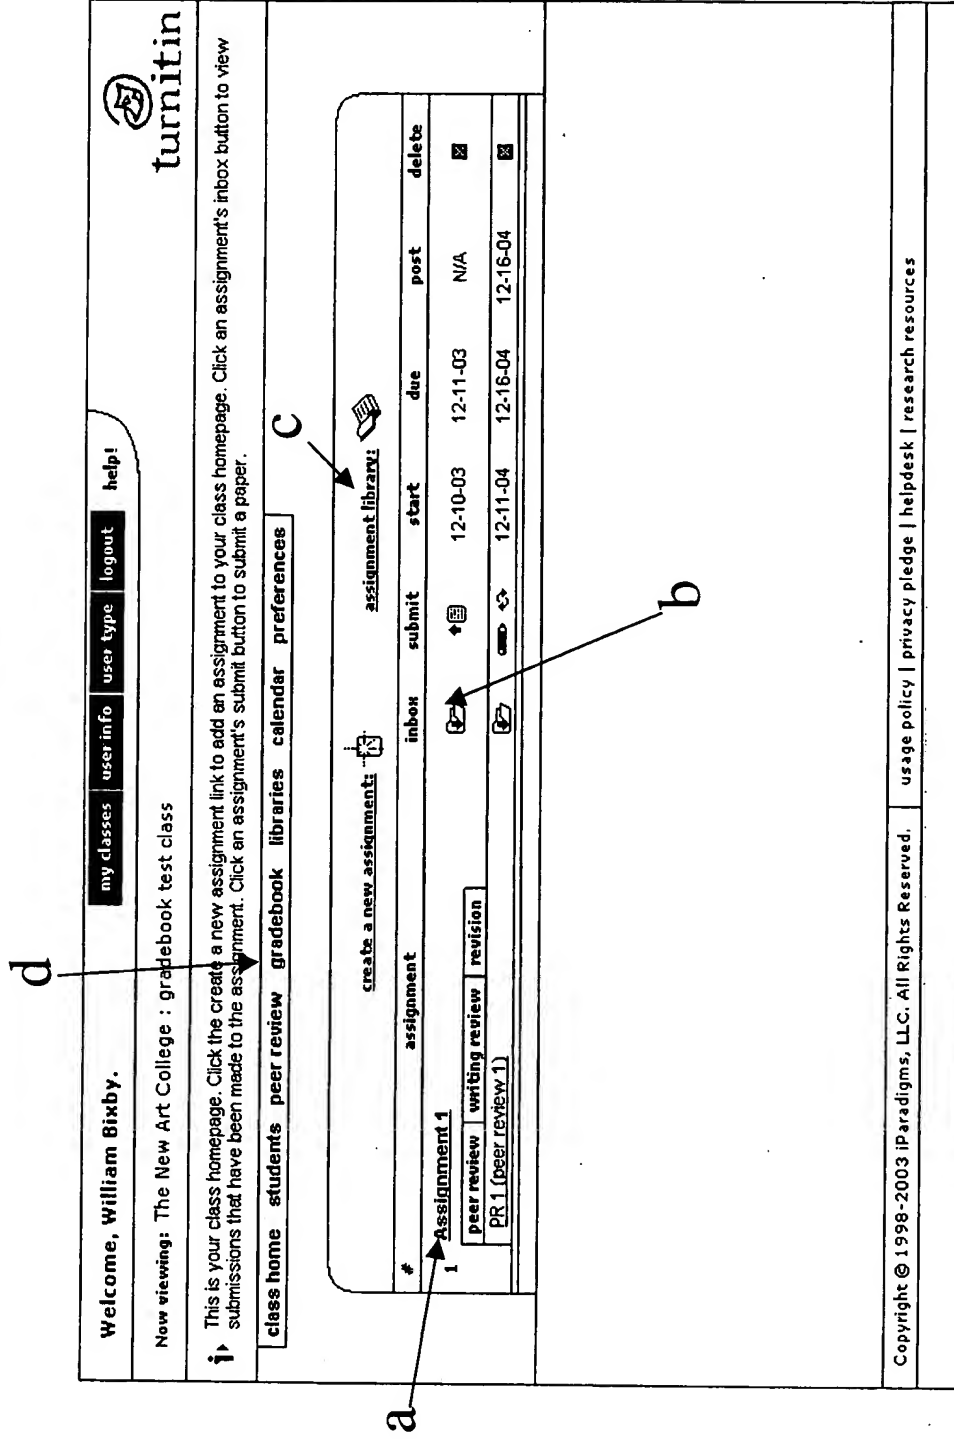 d
Welcome, William Bixby.
my classes user info user type logout help!
turnitin
Now viewing: The New Art College : gradebook test class
This is your class homepage. Click the create a new assignment link to add an assignment to your class homepage. Click an assignment's inbox button to view
submissions that have been made to the assignment. Click an assignment's submit button to submit a paper.
class home students peer review gradebook libraries calendar preferences
c
create a new assignment: assignment library:
# assignment inbox submit start due post delete
1 Assignment 1 12-10-03 12-11-03 N/A
peer review writing review revision
PR 1 (peer review 1) 12-11-04 12-16-04 12-16-04
a
b
Copyright © 1998-2003 iParadigms, LLC. All Rights Reserved. usage policy | privacy pledge | helpdesk | research resources